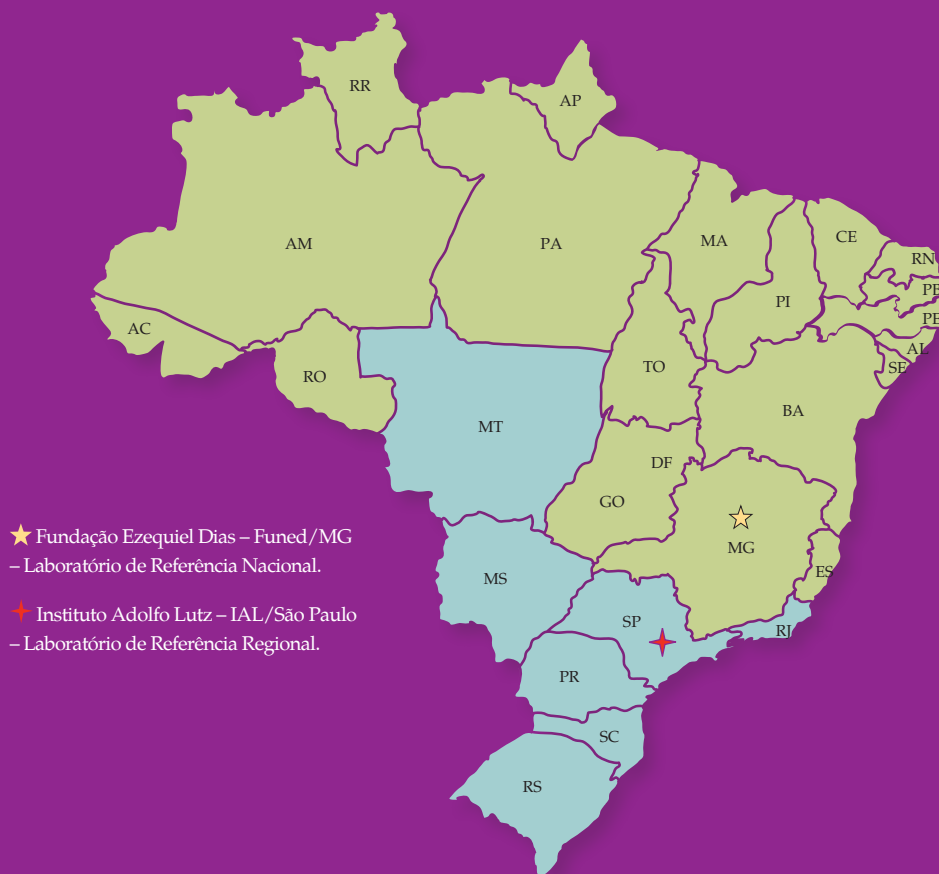 RR
AP
AM
PA
MA
CE
RN
PB
PI
PE
AC
AL
SE
TO
RO
BA
MT
DF
GO
Fundação Ezequiel Dias – Funed/MG
– Laboratório de Referência Nacional.
MG
ES
MS
Instituto Adolfo Lutz – IAL/São Paulo
– Laboratório de Referência Regional.
SP
RJ
PR
SC
RS